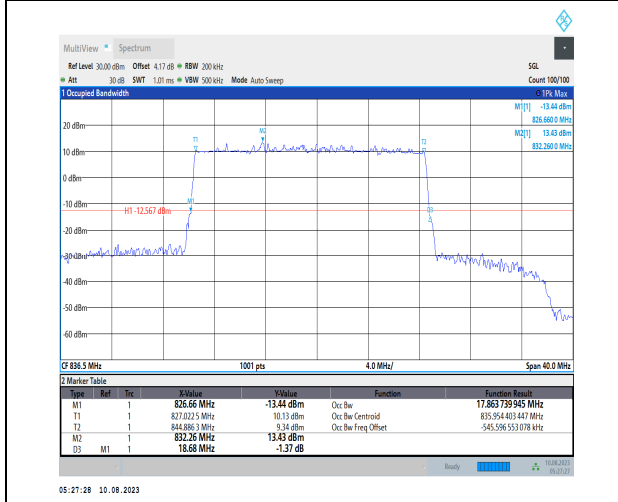 MultiView Spectrum
Ref Level 30.00 dBm Offset 4.17 dB RBW 200 kHz SGL
Att 30 dB SWT 1.01 ms VBW 500 kHz Mode Auto Sweep Count 100/100
1 Occupied Bandwidth 1Pk Max
M1[1] -13.44 dBm
826.660 0 MHz
M2[1] 13.43 dBm
832.260 0 MHz
20 dBm
M2
T1
T2
10 dBm
0 dBm
-10 dBm
M1
H1 -12.567 dBm
D3
-20 dBm
-30 dBm
-40 dBm
-50 dBm
-60 dBm
CF 836.5 MHz 1001 pts 4.0 MHz/ Span 40.0 MHz
2 Marker Table
Type Ref Trc X-Value Y-Value Function Function Result
M1 1 826.66 MHz -13.44 dBm Occ Bw 17.863 739 945 MHz
T1 1 827.022 5 MHz 10.13 dBm Occ Bw Centroid 835.954 403 447 MHz
T2 1 844.886 3 MHz 9.34 dBm Occ Bw Freq Offset -545.596 553 078 kHz
M2 1 832.26 MHz 13.43 dBm
D3 M1 1 18.68 MHz -1.37 dB
Ready 10.08.2023
05:27:27
05:27:28 10.08.2023